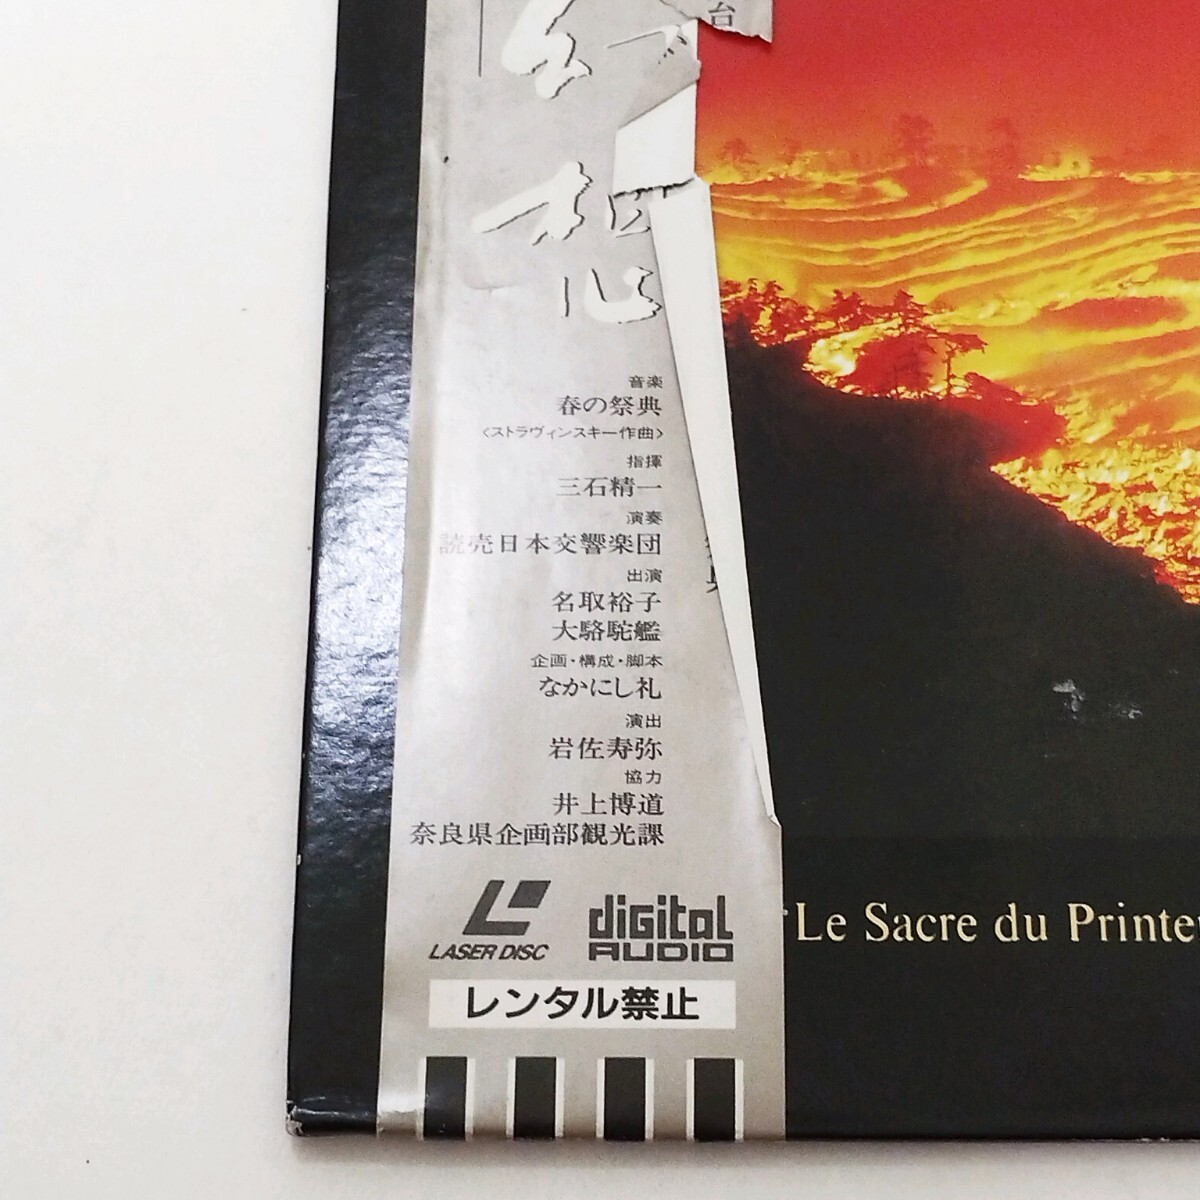 台
幻
想
音楽
春の祭典
〈ストラヴィンスキー作曲〉
指揮
三石精一
演奏
読売日本交響楽団
出演
名取裕子
大駱駝艦
企画・構成・脚本
なかにし礼
演出
岩佐寿弥
協力
井上博道
奈良県企画部観光課
LASER DISC
digital
AUDIO
レンタル禁止
典
Le Sacre du Printe